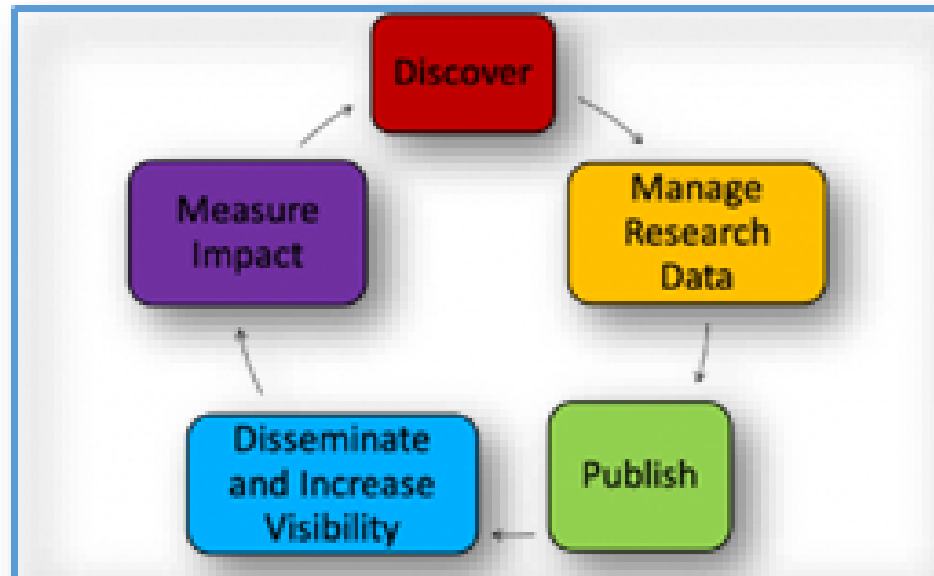 Discover
Manage
Research
Data
Publish
Disseminate
and Increase
Visibility
Measure
Impact